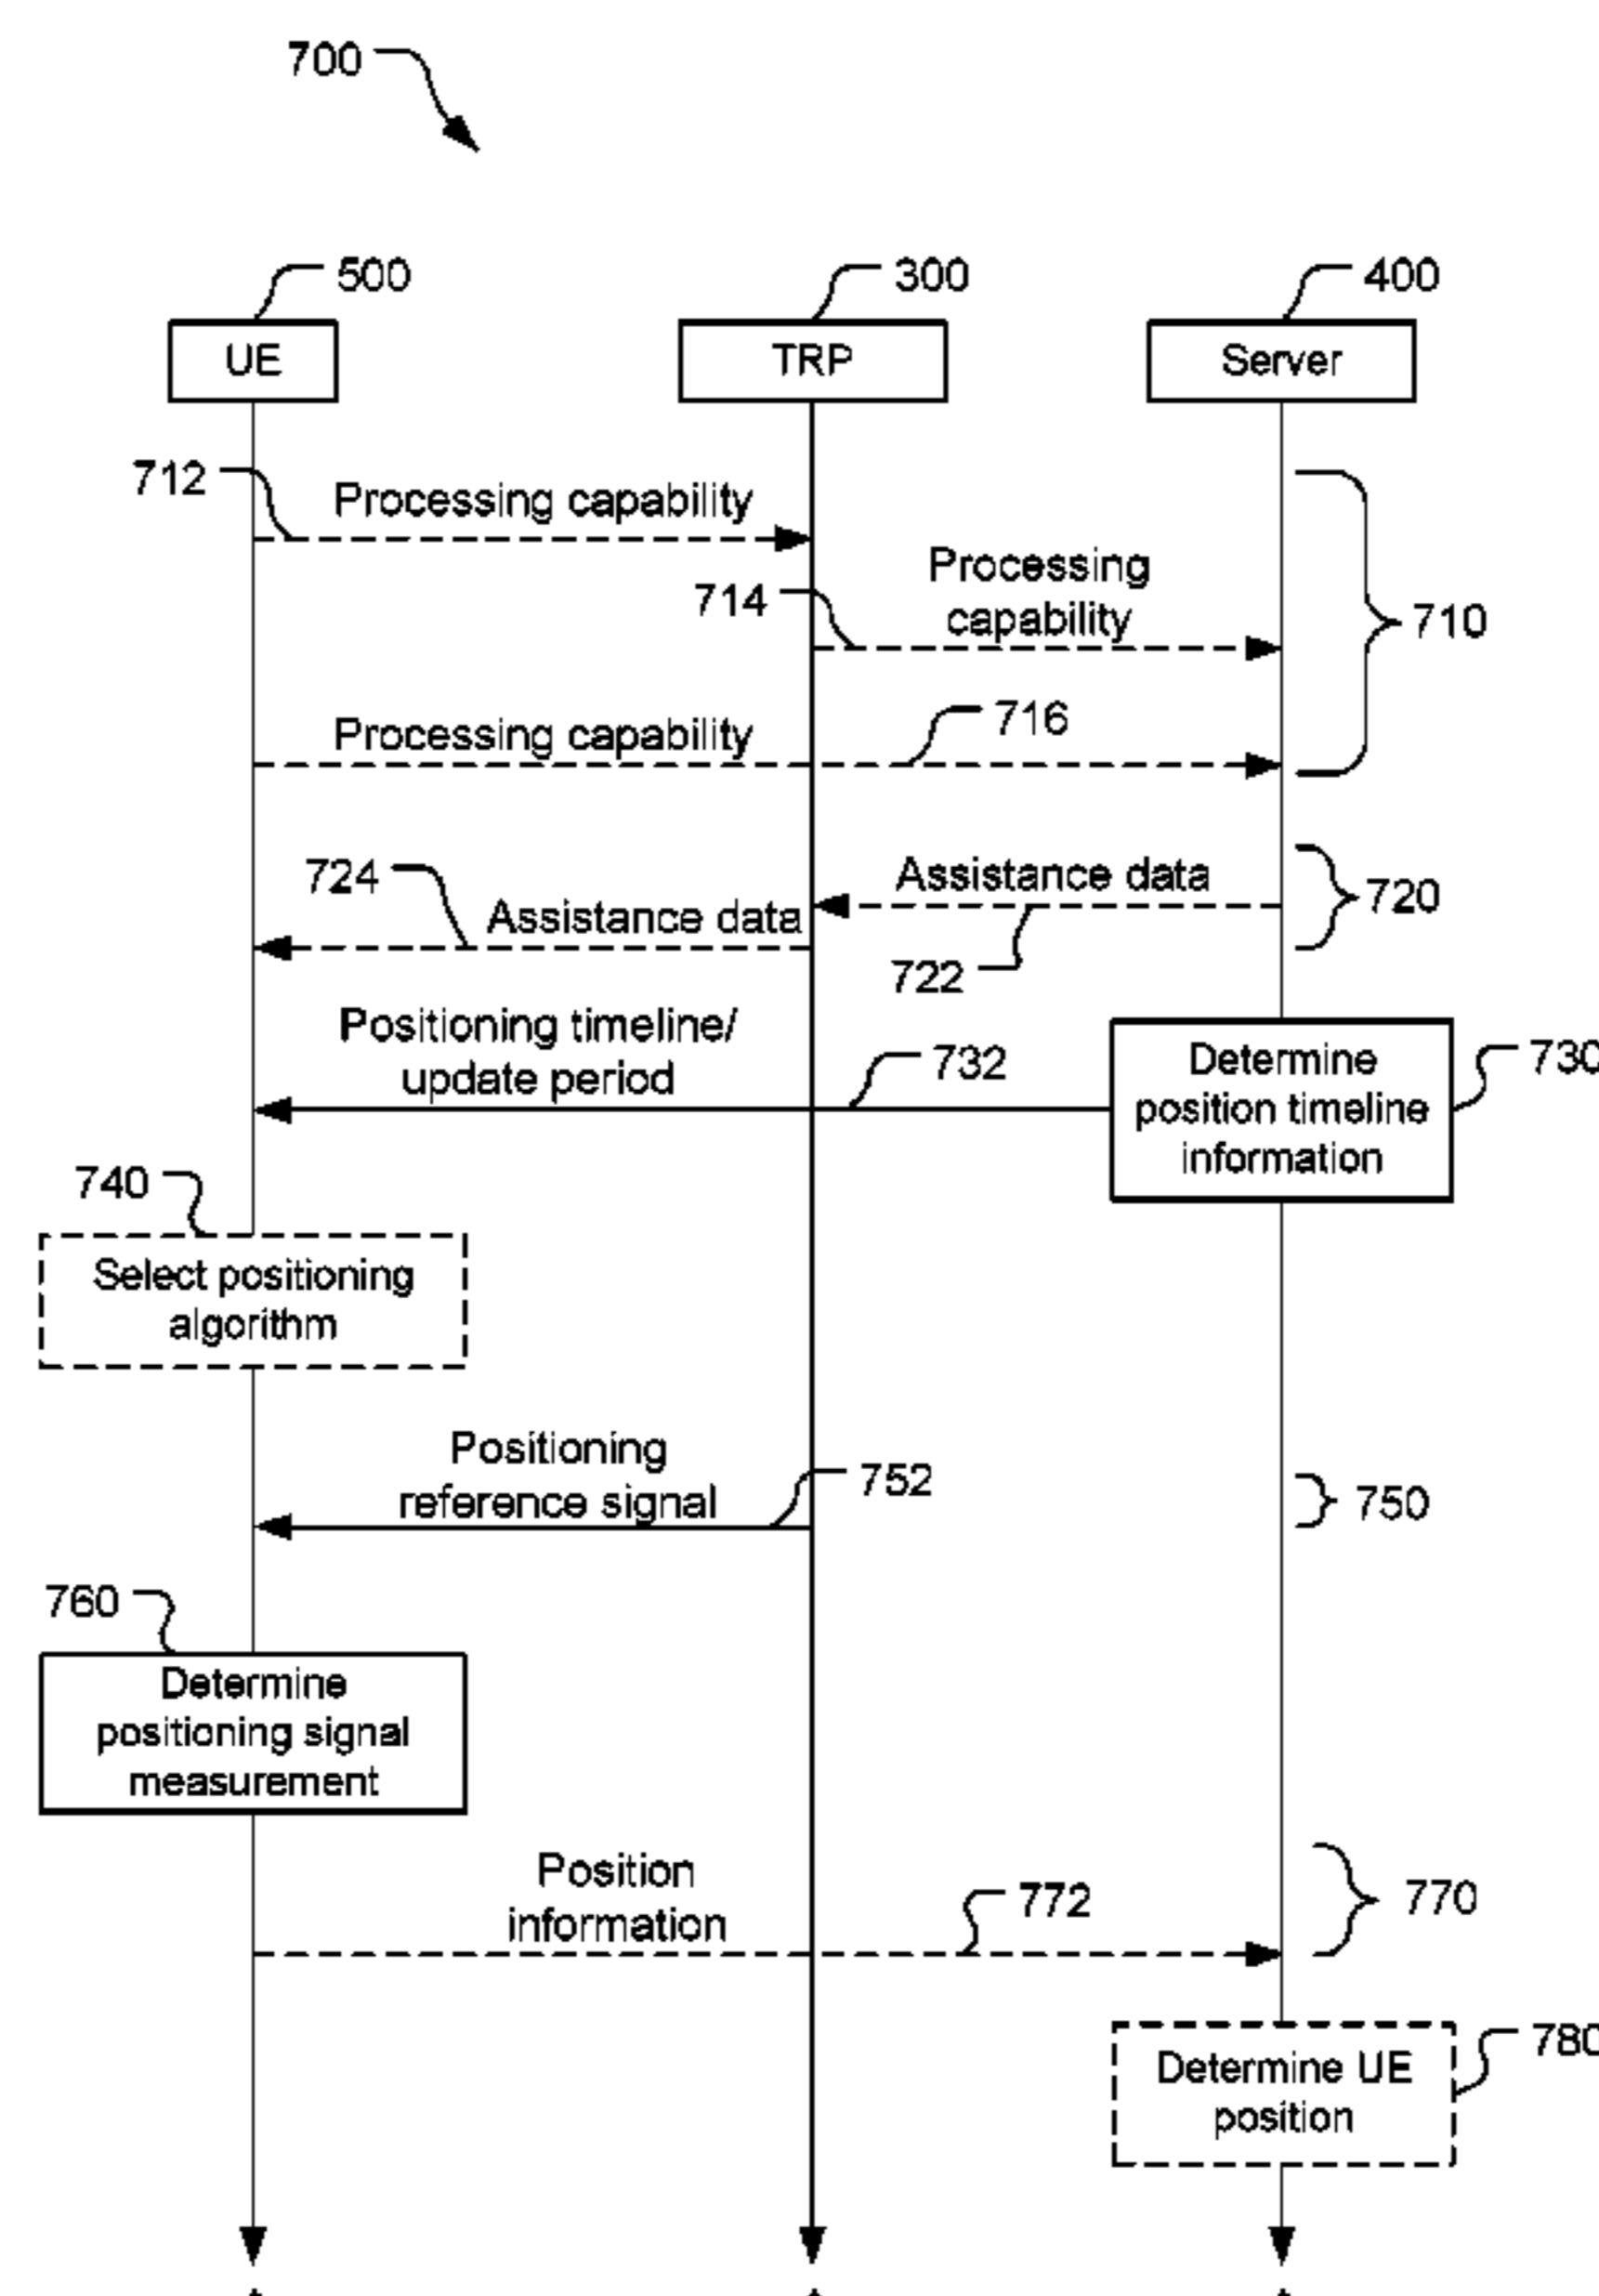 700
500
300
400
UE
TRP
Server
712
Processing capability
714
Processing
capability
710
Processing capability
716
724
Assistance data
Assistance data
720
722
Positioning timeline/
update period
732
Determine
position timeline
information
730
740
Select positioning
algorithm
Positioning
reference signal
752
750
760
Determine
positioning signal
measurement
Position
information
772
770
Determine UE
position
780